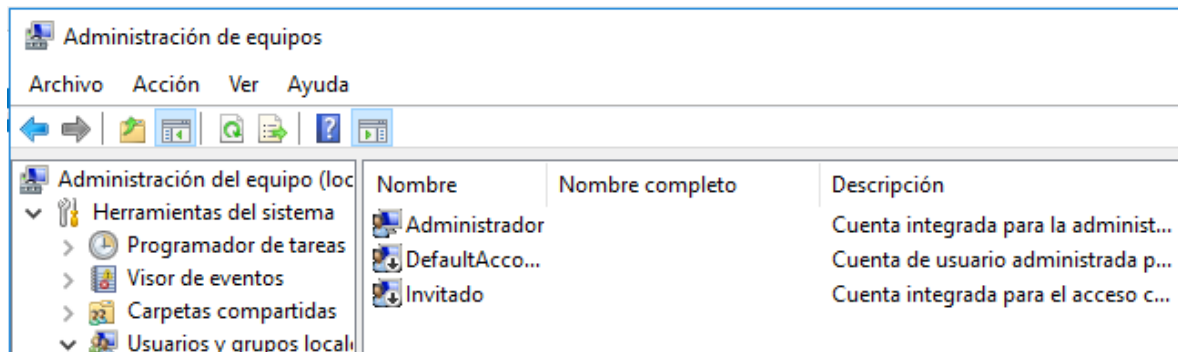 Administración de equipos
Archivo Acción Ver Ayuda
Administración del equipo (loc
Herramientas del sistema
Programador de tareas
Visor de eventos
Carpetas compartidas
Usuarios y grupos local
Nombre Nombre completo Descripción
Administrador Cuenta integrada para la administ...
DefaultAcco... Cuenta de usuario administrada p...
Invitado Cuenta integrada para el acceso c...